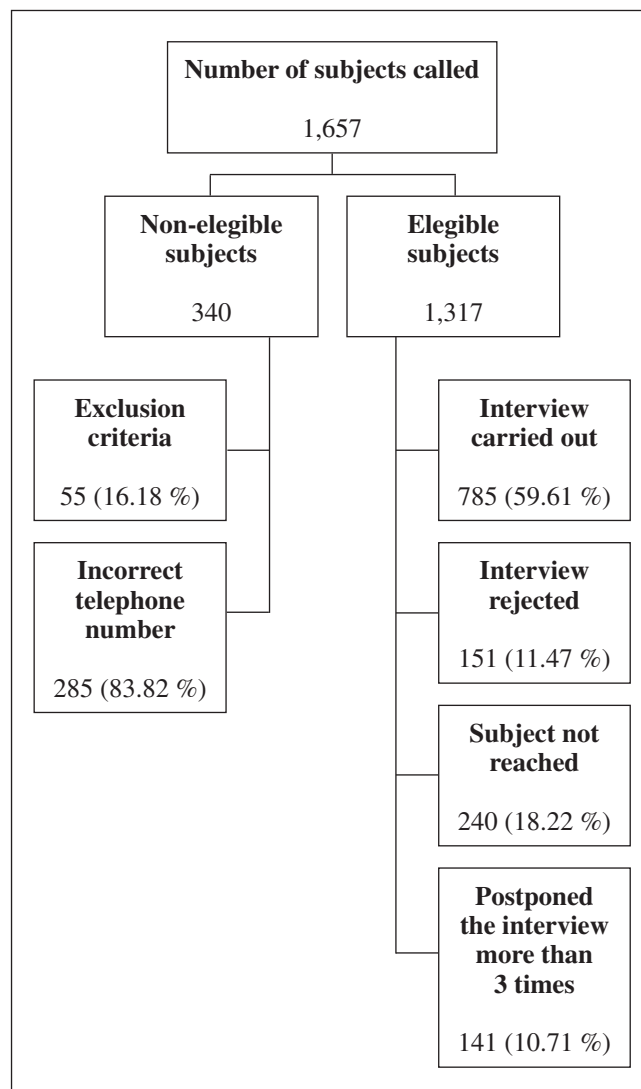 Number of subjects called
1,657
Non-elegible
subjects
340
Elegible
subjects
1,317
Exclusion
criteria
55 (16.18 %)
Incorrect
telephone
number
285 (83.82 %)
Interview
carried out
785 (59.61 %)
Interview
rejected
151 (11.47 %)
Subject not
reached
240 (18.22 %)
Postponed
the interview
more than
3 times
141 (10.71 %)